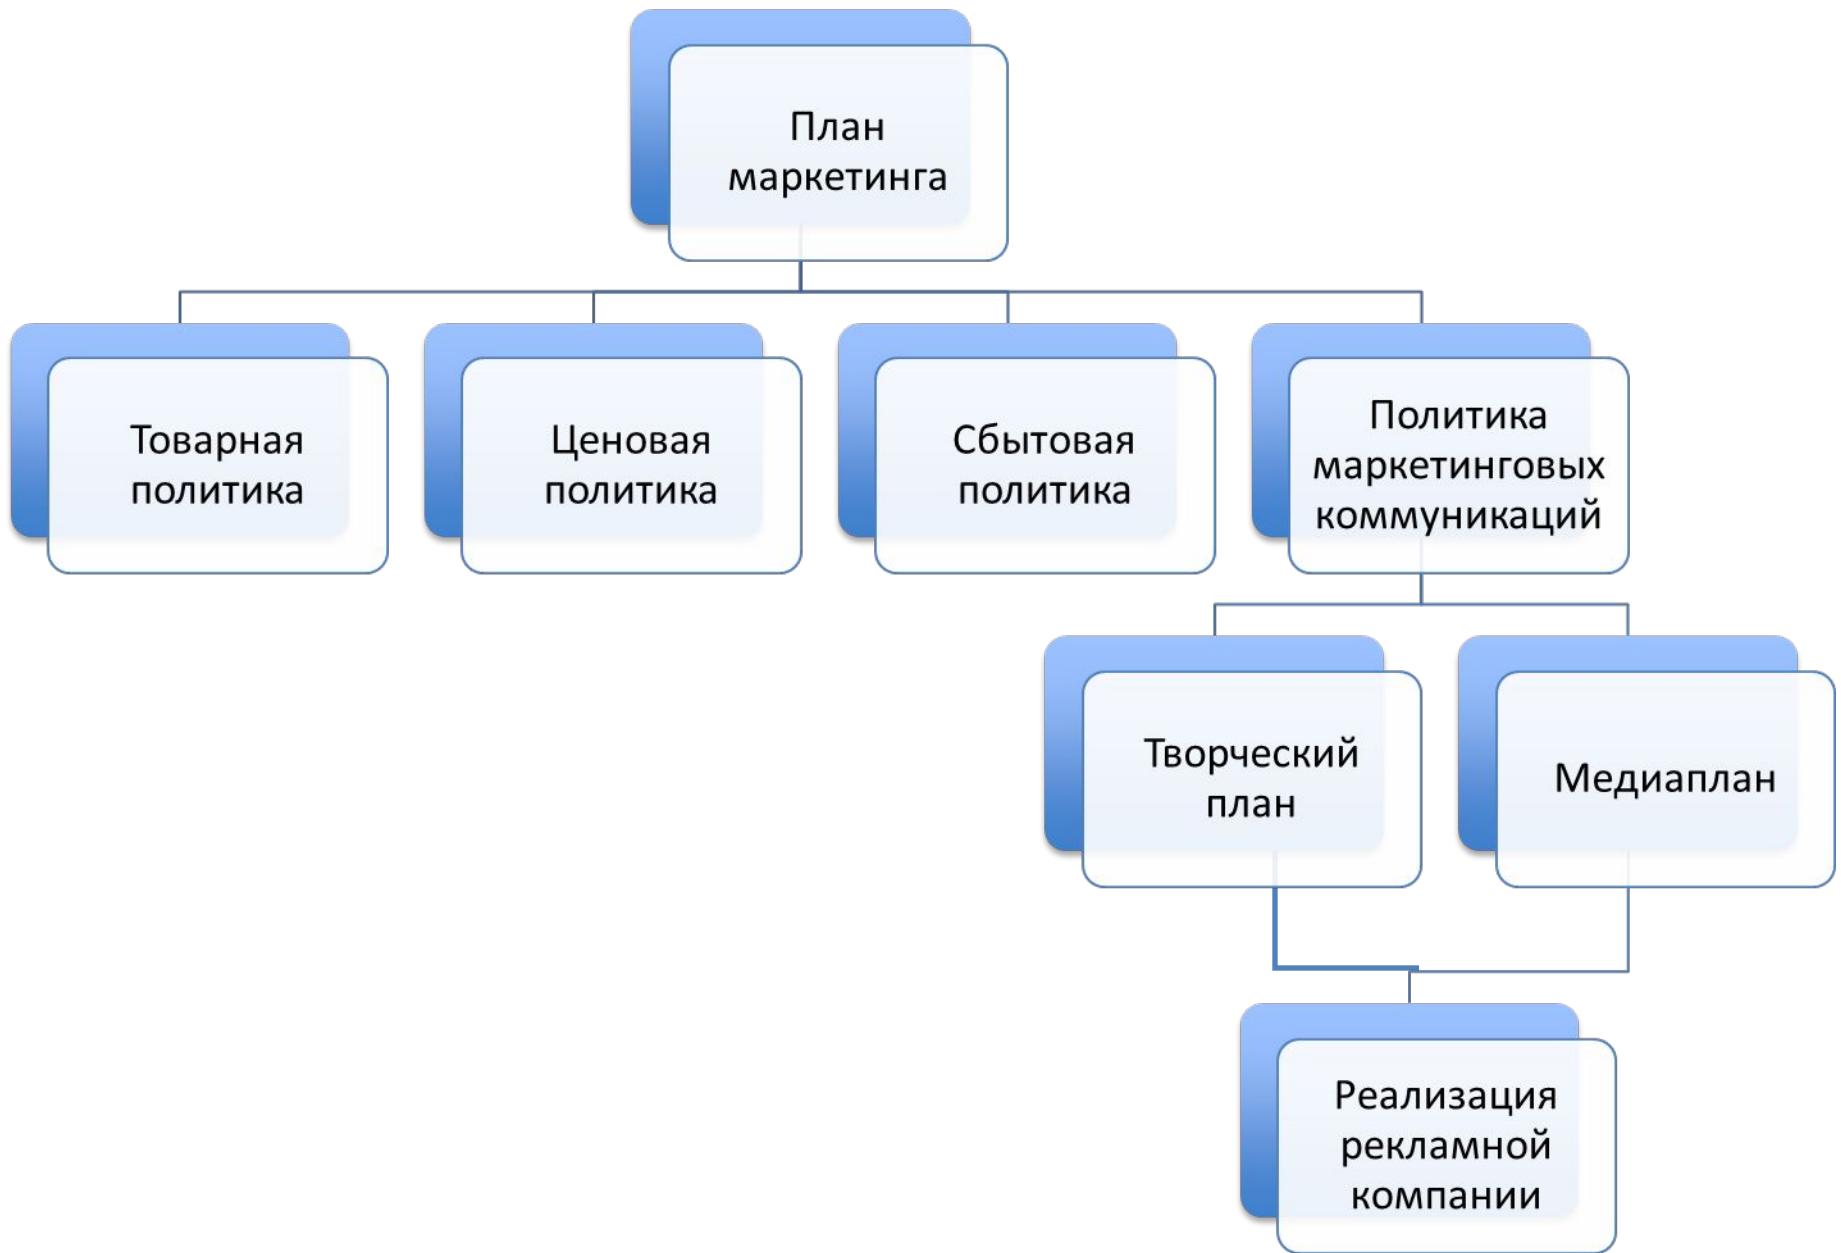 План
маркетинга
Товарная
политика
Ценовая
политика
Сбытовая
политика
Политика
маркетинговых
коммуникаций
Творческий
план
Медиаплан
Реализация
рекламной
компании